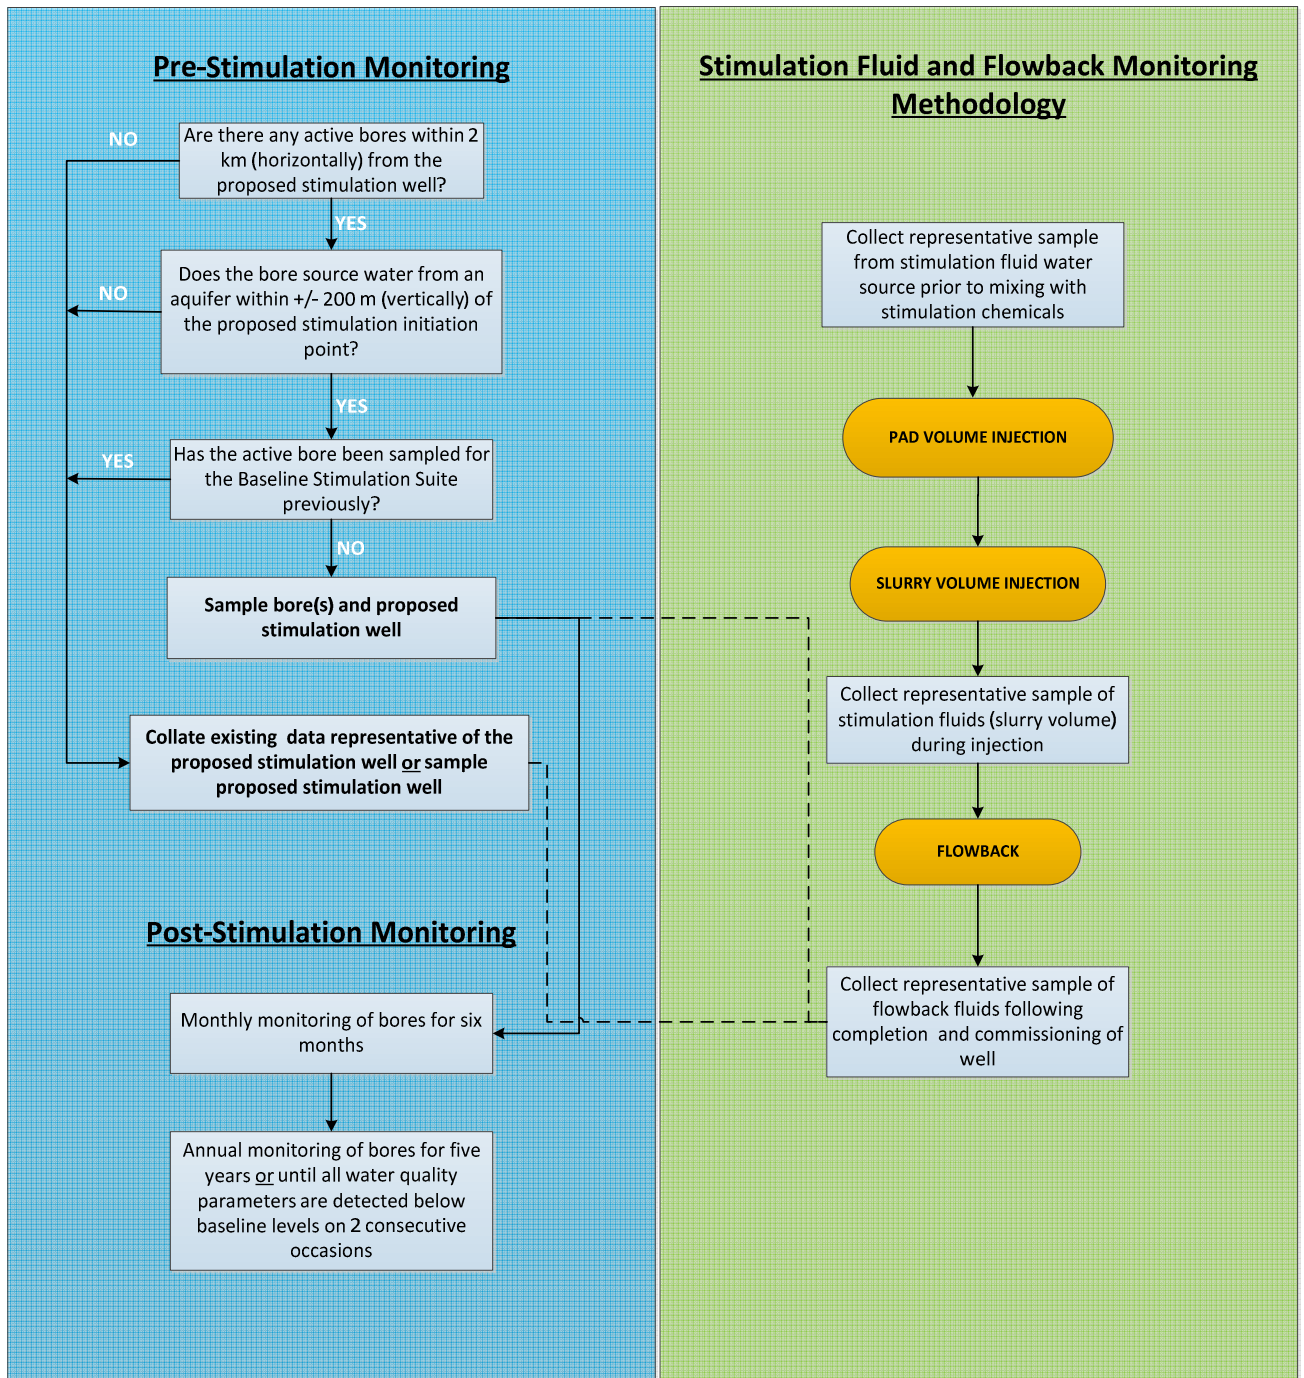 Pre-Stimulation Monitoring
NO
Are there any active bores within 2
km (horizontally) from the
proposed stimulation well?
YES
Does the bore source water from an
aquifer within +/- 200 m (vertically) of
the proposed stimulation initiation
point?
NO
YES
Has the active bore been sampled for
the Baseline Stimulation Suite
previously?
YES
NO
Sample bore(s) and proposed
stimulation well
Collate existing data representative of the
proposed stimulation well or sample
proposed stimulation well
Post-Stimulation Monitoring
Monthly monitoring of bores for six
months
Annual monitoring of bores for five
years or until all water quality
parameters are detected below
baseline levels on 2 consecutive
occasions
Stimulation Fluid and Flowback Monitoring
Methodology
Collect representative sample
from stimulation fluid water
source prior to mixing with
stimulation chemicals
PAD VOLUME INJECTION
SLURRY VOLUME INJECTION
Collect representative sample of
stimulation fluids (slurry volume)
during injection
FLOWBACK
Collect representative sample of
flowback fluids following
completion and commissioning of
well